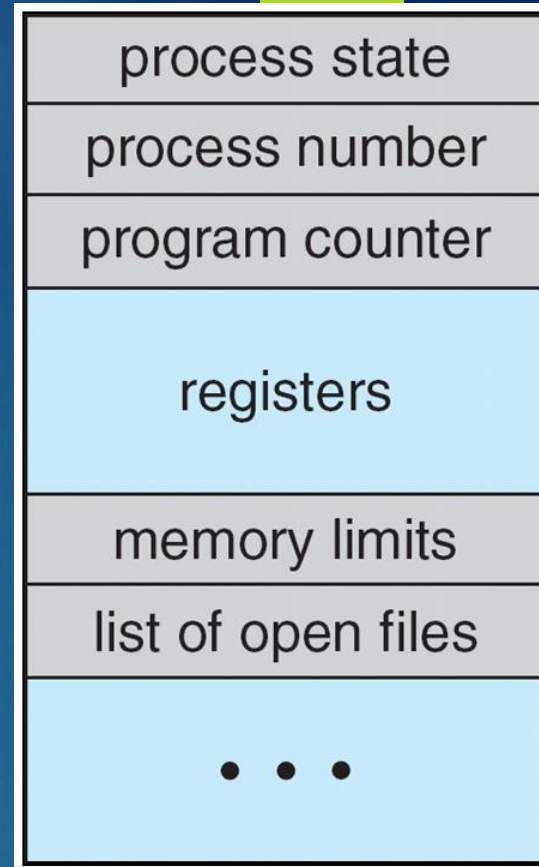 process state
process number
program counter
registers
memory limits
list of open files
• • •